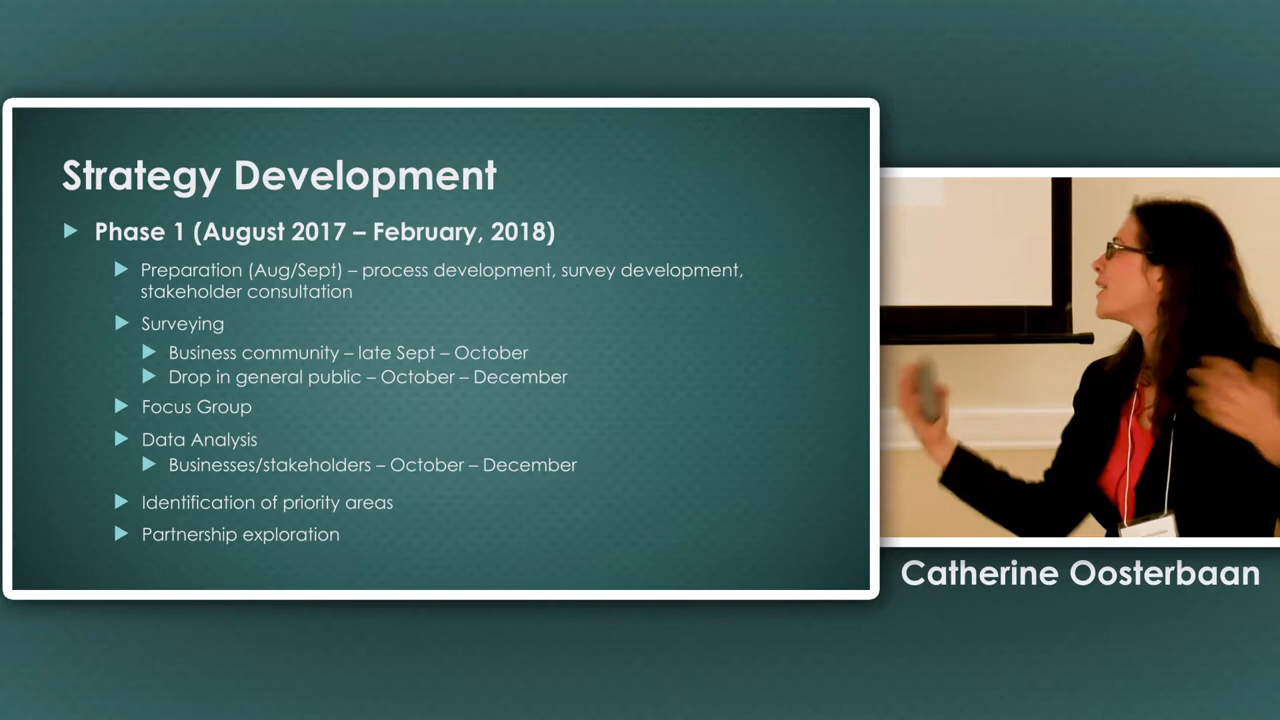 Strategy Development
Phase 1 (August 2017 – February, 2018)
Preparation (Aug/Sept) – process development, survey development,
stakeholder consultation
Surveying
Business community – late Sept – October
Drop in general public – October – December
Focus Group
Data Analysis
Businesses/stakeholders – October – December
Identification of priority areas
Partnership exploration
Catherine Oosterbaan